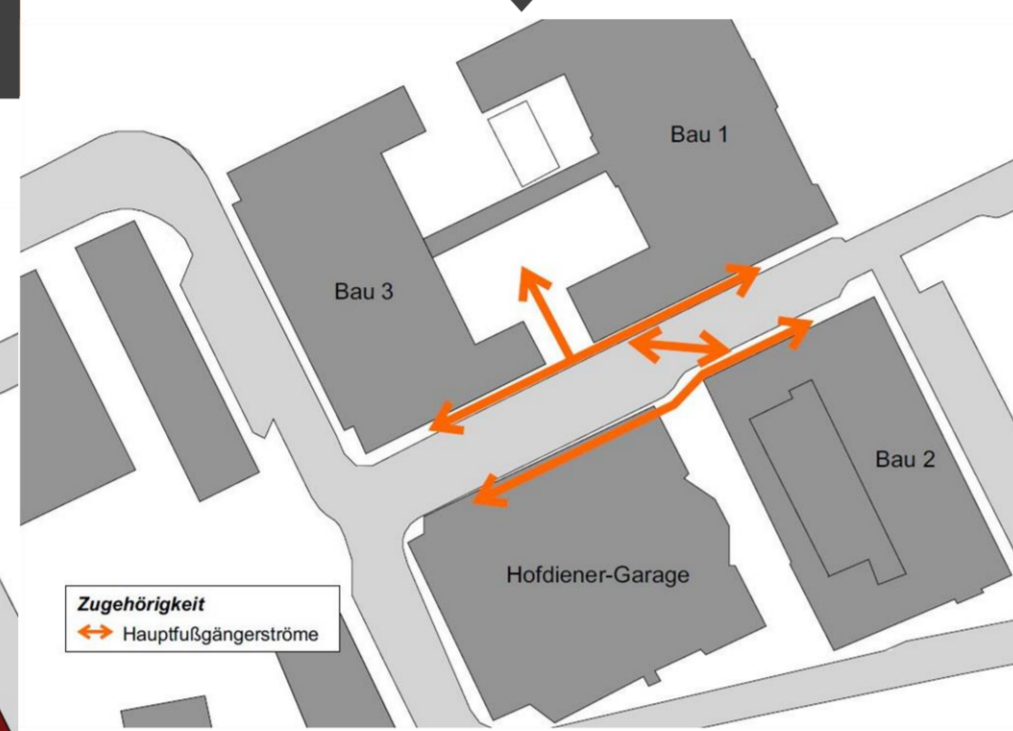 Bau 1
Bau 3
Bau 2
Hofdiener-Garage
Zugehörigkeit
Hauptfußgängerströme